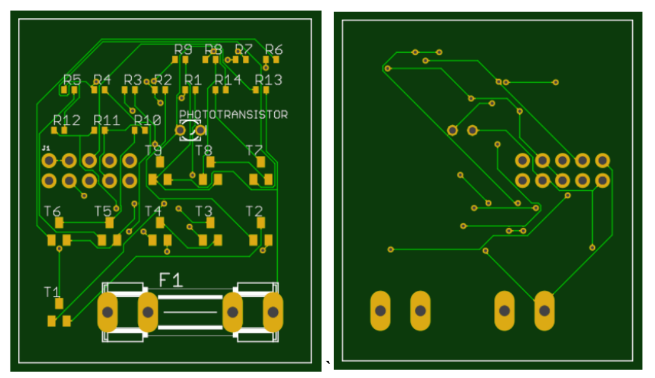 R9 R8 R7 R6
R5 R4 R3 R2 R1 R14 R13
PHOTOTRANSISTOR
R12 R11 R10
J1
T9 T8 T7
T6 T5 T4 T3 T2
T1 F1